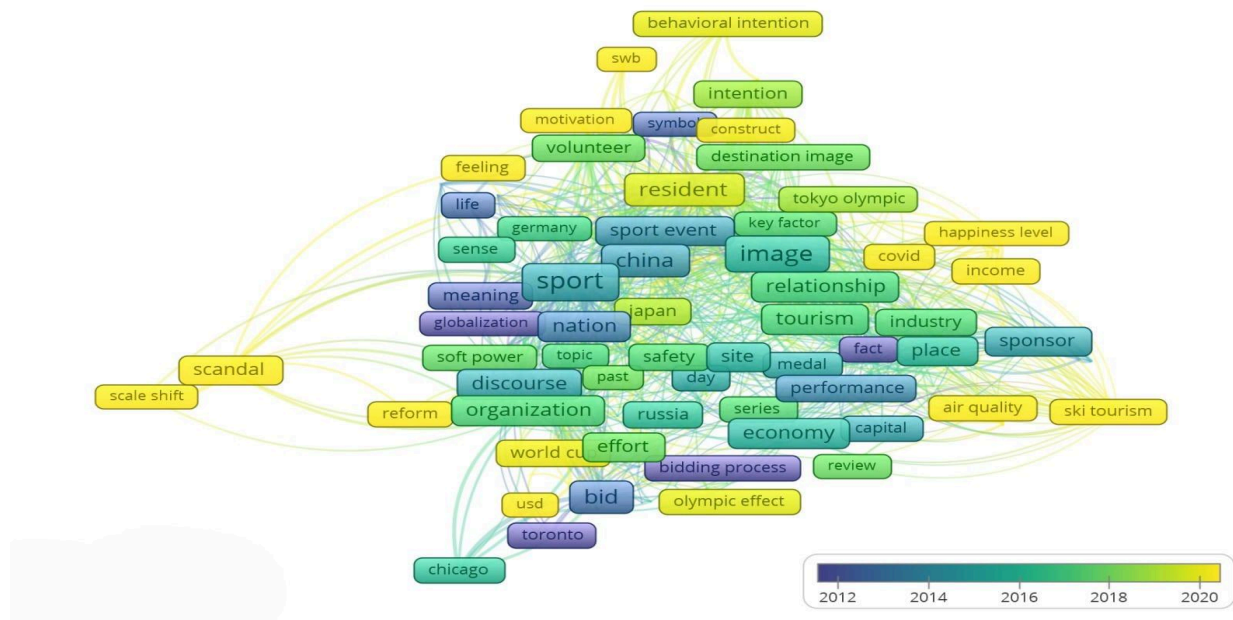 behavioral intention
swb
intention
motivation
symbol
construct
volunteer
destination image
feeling
resident
tokyo olympic
life
germany
sport event
key factor
happiness level
sense
china
image
covid
income
sport
relationship
meaning
japan
globalization
nation
tourism
industry
sponsor
soft power
topic
safety
site
fact
place
scandal
past
day
medal
discourse
performance
scale shift
reform
organization
russia
series
air quality
ski tourism
economy
capital
world cup
effort
bidding process
review
usd
bid
olympic effect
toronto
chicago
2012
2014
2016
2018
2020